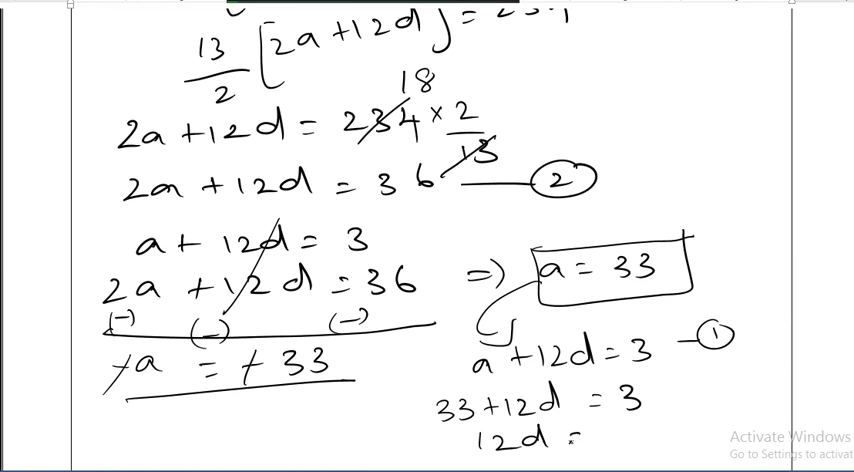 13/2 [2a + 12d] = 234
2a + 12d = 234 × 2/13
18
2a + 12d = 36 — ②
a + 12d = 3
2a + 12d = 36
(-) (-) (-)
-a = -33
=) a = 33
a + 12d = 3 — ①
33 + 12d = 3
12d =
Activate Windows
Go to Settings to activat